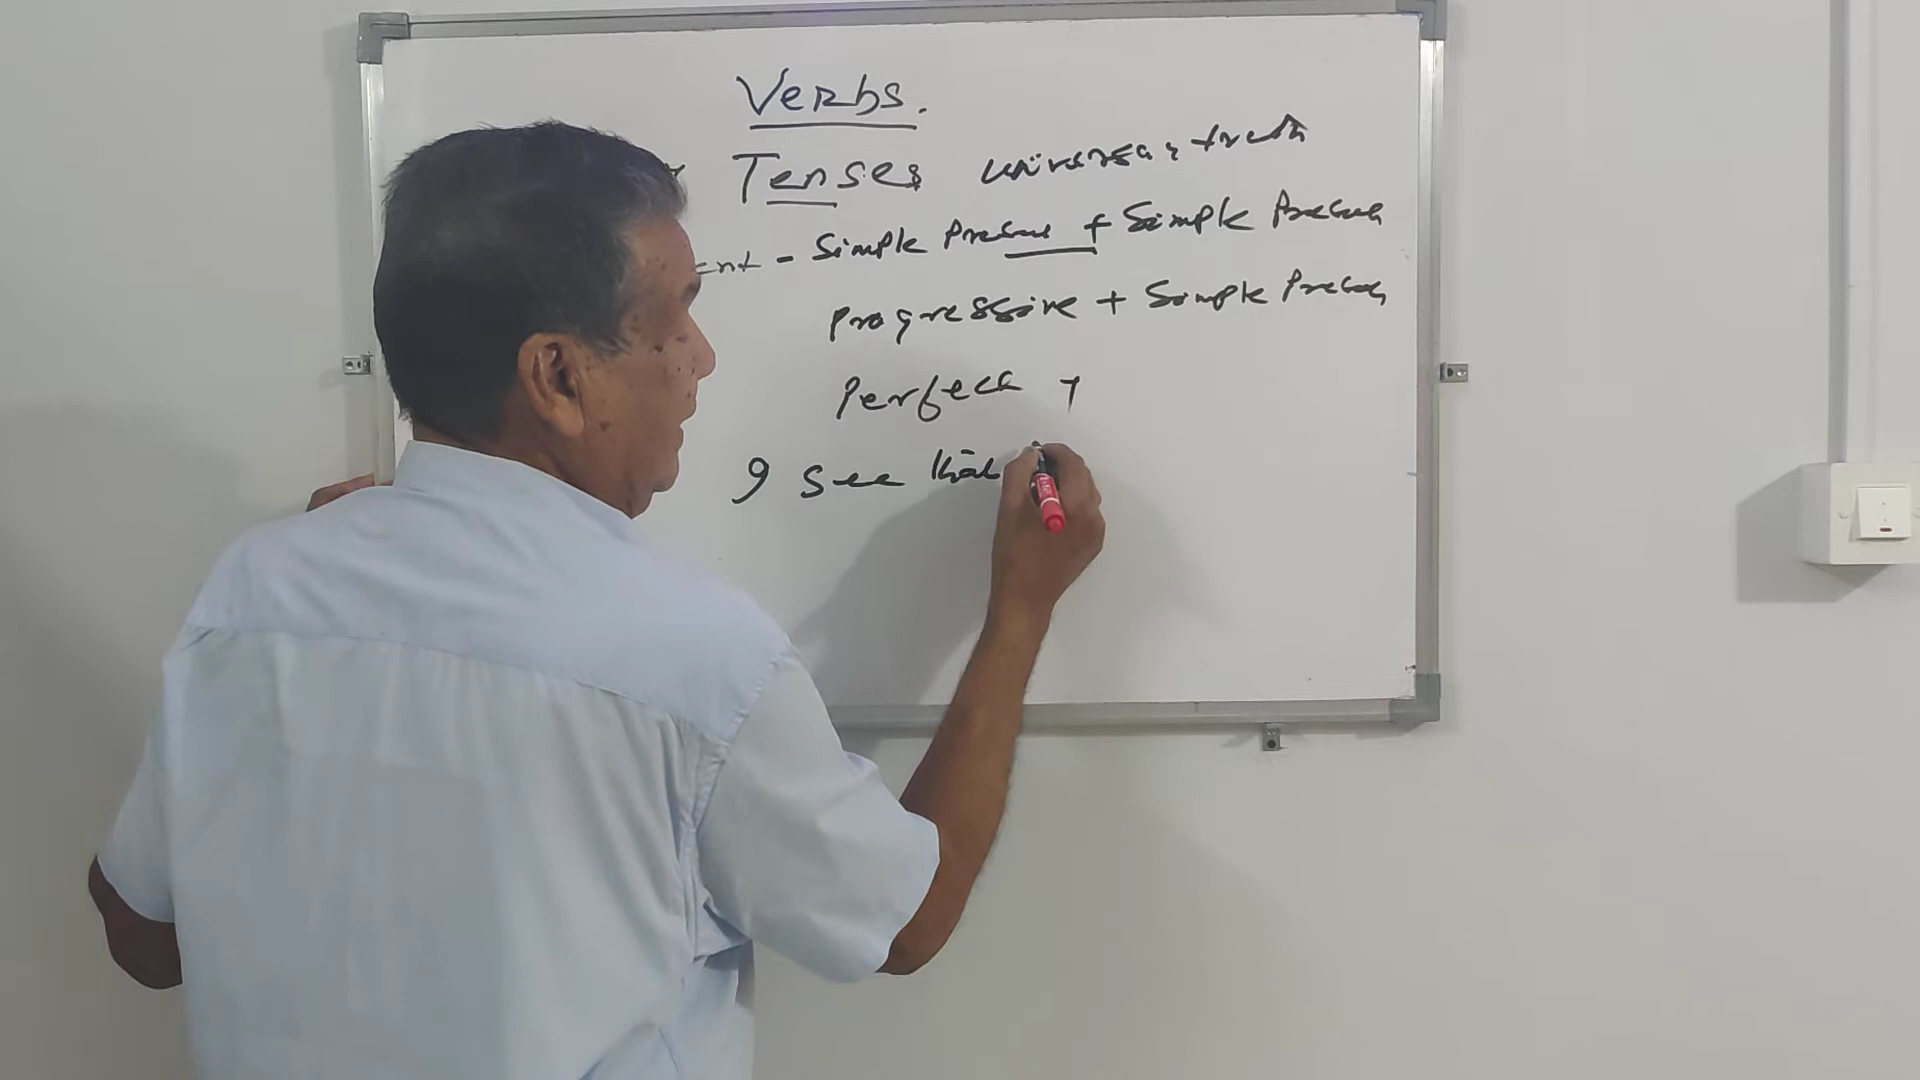 Verbs.
Tenses universal truth
ent - Simple Present + Simple Present
Progressive + Simple Present
Perfect +
I see that